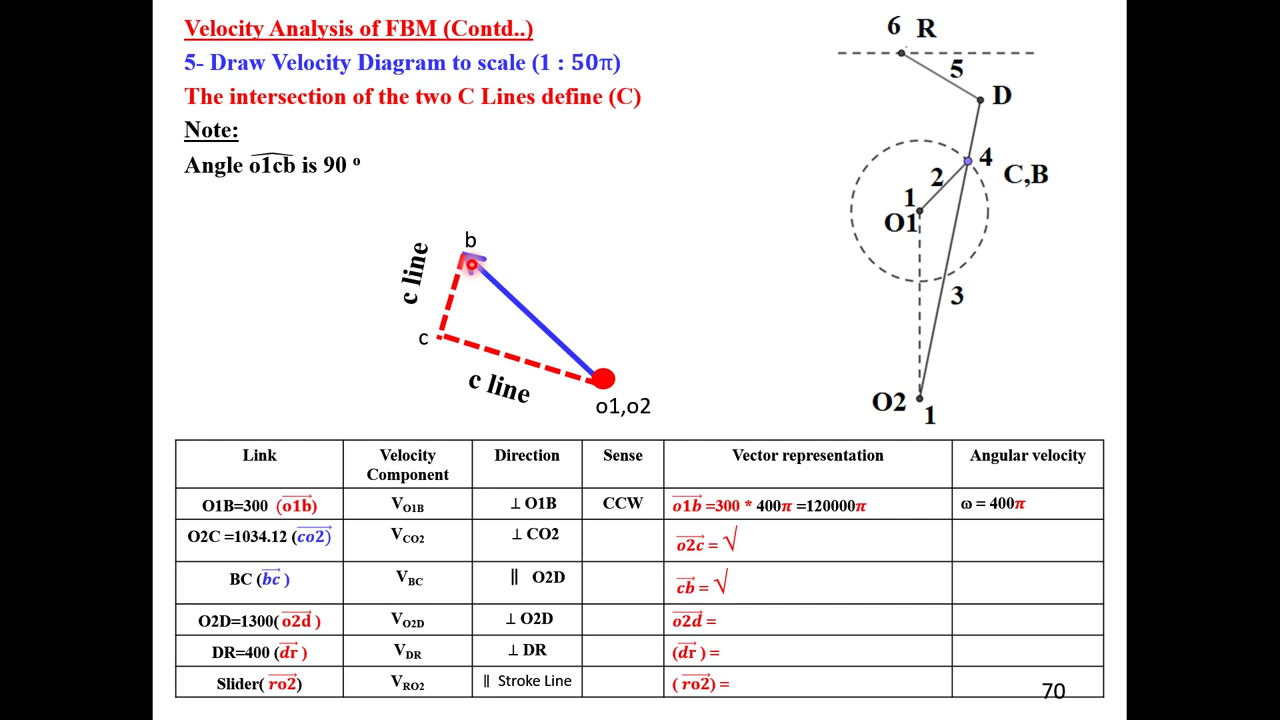 Velocity Analysis of FBM (Contd..)
5- Draw Velocity Diagram to scale (1 : 50π)
The intersection of the two C Lines define (C)
Note:
Angle o1cb is 90 º
6 R
5
D
4
C,B
2
1
O1
3
O2
1
b
c line
c
c line
o1,o2
Link
Velocity Component
Direction
Sense
Vector representation
Angular velocity
O1B=300 (o1b)
VO1B
⊥ O1B
CCW
o1b =300 * 400π =120000π
ω = 400π
O2C =1034.12 (co2)
VCO2
⊥ CO2
o2c = √
BC (bc )
VBC
∥ O2D
cb = √
O2D=1300( o2d )
VO2D
⊥ O2D
o2d =
DR=400 (dr )
VDR
⊥ DR
(dr ) =
Slider( ro2)
VRO2
∥ Stroke Line
( ro2) =
70